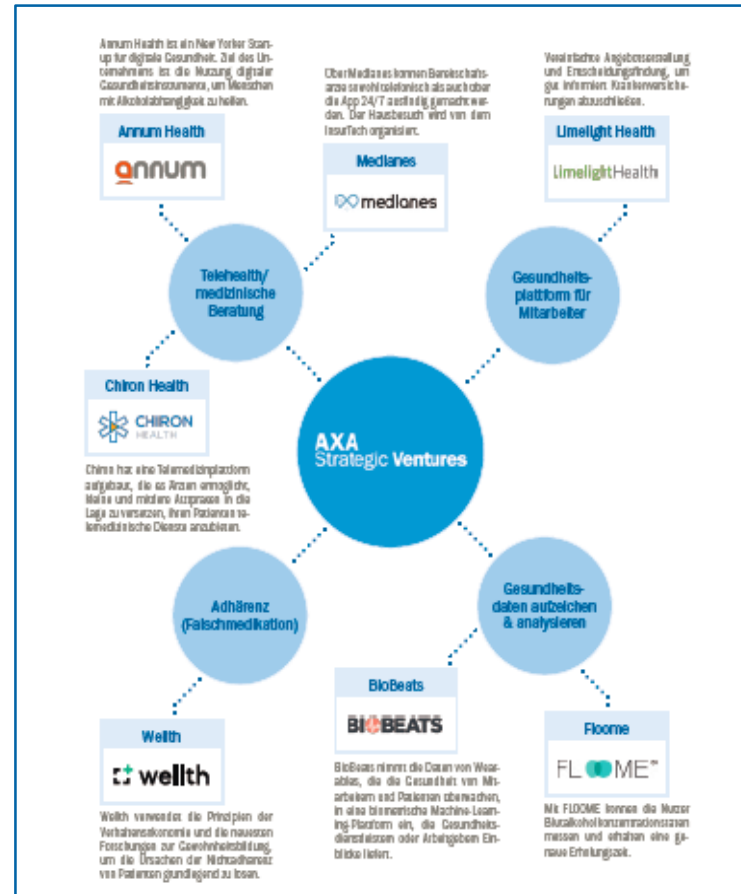 Annum Health ist ein New Yorker Start-
up für digitale Gesundheit. Ziel des Un-
ternehmens ist die Nutzung digitaler
Gesundheitsinstrumente, um Menschen
mit Alkoholabhängigkeit zu heilen.
Annum Health
annum
Über Medlanes können Bereitschafts-
ärzte sowohl telefonisch als auch über
die App 24/7 ausfindig gemacht wer-
den. Der Hausbesuch wird von dem
InsurTech organisiert.
Medlanes
medlanes
Vereinfachte Angebotserstellung
und Entscheidungsfindung, um
gut informiert Krankenversiche-
rungen abzuschließen.
Limelight Health
LimelightHealth
Telehealth/
medizinische
Beratung
Gesundheits-
plattform für
Mitarbeiter
Chiron Health
CHIRON
HEALTH
Chiron hat eine Telemedizinplattform
aufgebaut, die es Ärzten ermöglicht,
kleine und mittlere Arztpraxen in die
Lage zu versetzen, ihren Patienten te-
lemedizinische Dienste anzubieten.
AXA
Strategic Ventures
Adhärenz
(Falschmedikation)
Gesundheits-
daten aufzeichen
& analysieren
Wellth
wellth
Wellth verwendet die Prinzipien der
Verhaltensökonomie und die neuesten
Forschungen zur Gewohnheitsbildung,
um die Ursachen der Nichtadhärenz
von Patienten grundlegend zu lösen.
BioBeats
BIOBEATS
BioBeats nimmt die Daten von Wear-
ables, die die Gesundheit von Mit-
arbeitern und Patienten überwachen,
in eine biometrische Machine-Learn-
ing-Plattform ein, die Gesundheits-
dienstleistern oder Arbeitgebern Ein-
blicke liefern.
Floome
FLOOME™
Mit FLOOME können die Nutzer
Blutalkoholkonzentrationsdaten
messen und erhalten eine ge-
naue Erholungszeit.